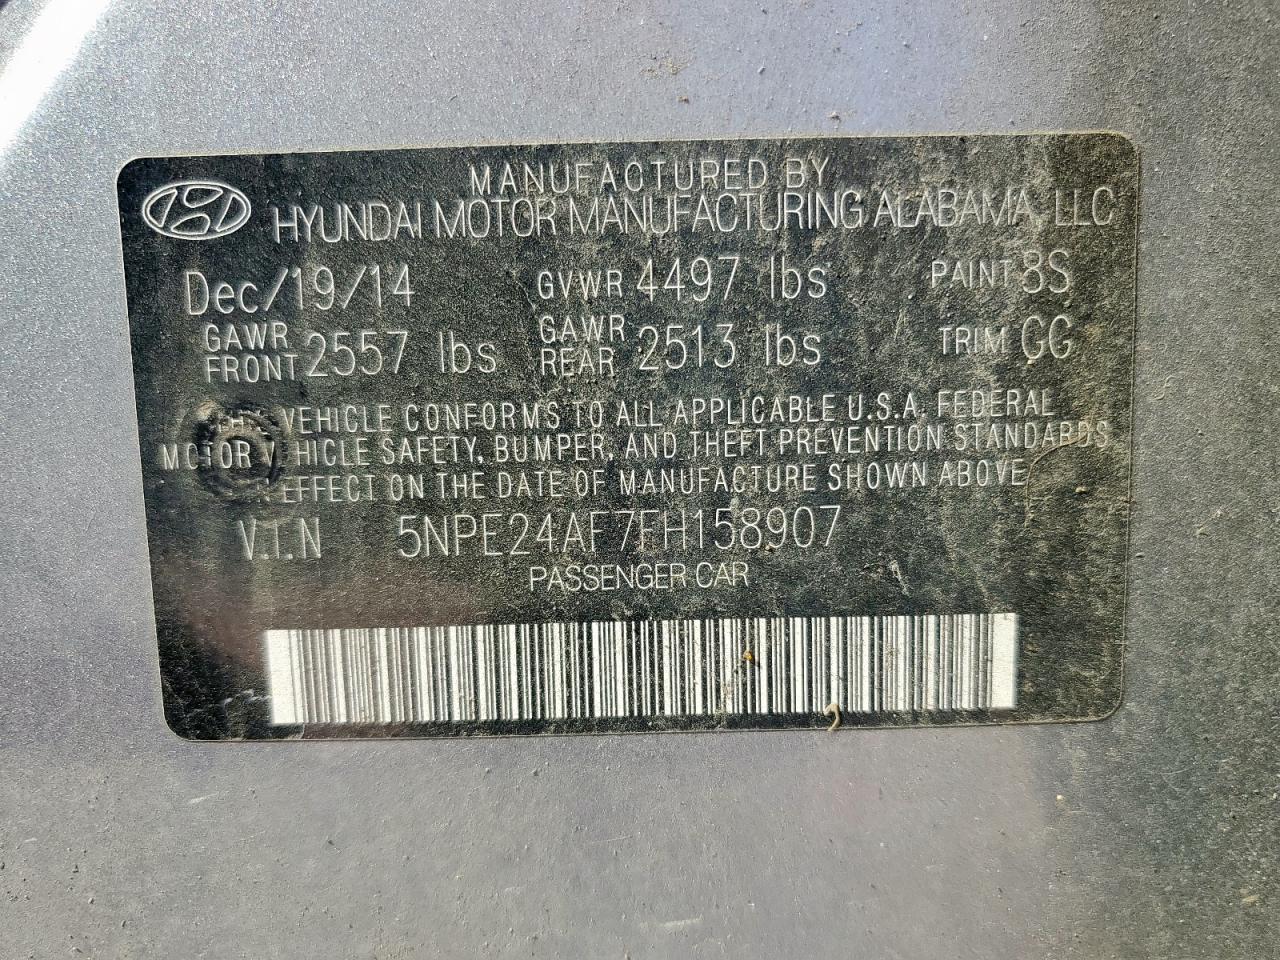 MANUFACTURED BY
HYUNDAI MOTOR MANUFACTURING ALABAMA, LLC
Dec/19/14 GVWR 4497 lbs PAINT 8S
GAWR FRONT 2557 lbs GAWR REAR 2513 lbs TRIM GG
VEHICLE CONFORMS TO ALL APPLICABLE U.S.A. FEDERAL
MOTOR VEHICLE SAFETY, BUMPER, AND THEFT PREVENTION STANDARDS
EFFECT ON THE DATE OF MANUFACTURE SHOWN ABOVE
V.I.N 5NPE24AF7FH158907
PASSENGER CAR